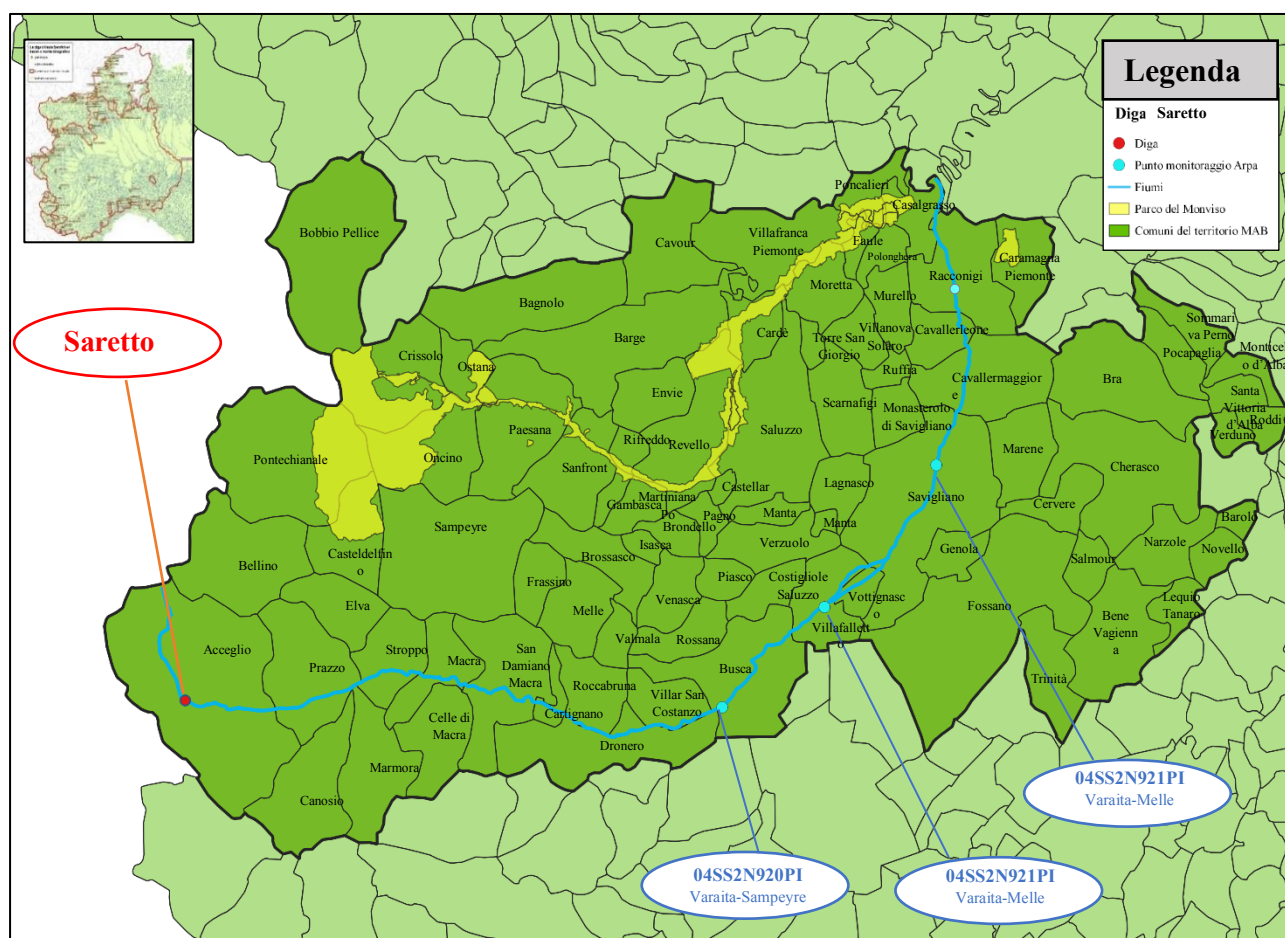 Legenda
Diga Saretto
Diga
Punto monitoraggio Arpa
Fiumi
Parco del Monviso
Comuni del territorio MAB
Saretto
Bobbio Pellice
Cavour
Villafranca
Piemonte
Poncalieri
Casalgrasso
Faule
Polonghera
Racconigi
Caramagna
Piemonte
Bagnolo
Barge
Moretta
Murello
Cardè
Torre San
Giorgio
Villanova
Solaro
Cavallerleone
Ruffia
Crissolo
Ostana
Envie
Scarnafigi
Monasterolo
di Savigliano
Cavallermaggior
e
Bra
Sommari
va Perno
Pocapaglia
Monticel
o d'Alba
Santa
Vittoria
d'Alba
Roddi
Verduno
Pontechianale
Oncino
Paesana
Sanfront
Rifreddo
Revello
Saluzzo
Marene
Cherasco
Gambasca
Martiniana
Po
Castellar
Pagno
Brondello
Manta
Lagnasco
Manta
Savigliano
Cervere
Sampeyre
Casteldelfin
o
Bellino
Brossasco
Isasca
Verzuolo
Genola
Salmour
Narzole
Barolo
Novello
Elva
Frassino
Melle
Venasca
Piasco
Costigliole
Saluzzo
Vottignasc
o
Fossano
Bene
Vagienn
a
Lequio
Tanaro
Acceglio
Prazzo
Stroppo
Macra
San
Damiano
Macra
Valmala
Rossana
Villafallett
Busca
Trinità
Roccabruna
Villar San
Costanzo
Cartignano
Dronero
Celle di
Macra
Marmora
Canosio
04SS2N921PI
Varaita-Melle
04SS2N920PI
Varaita-Sampeyre
04SS2N921PI
Varaita-Melle